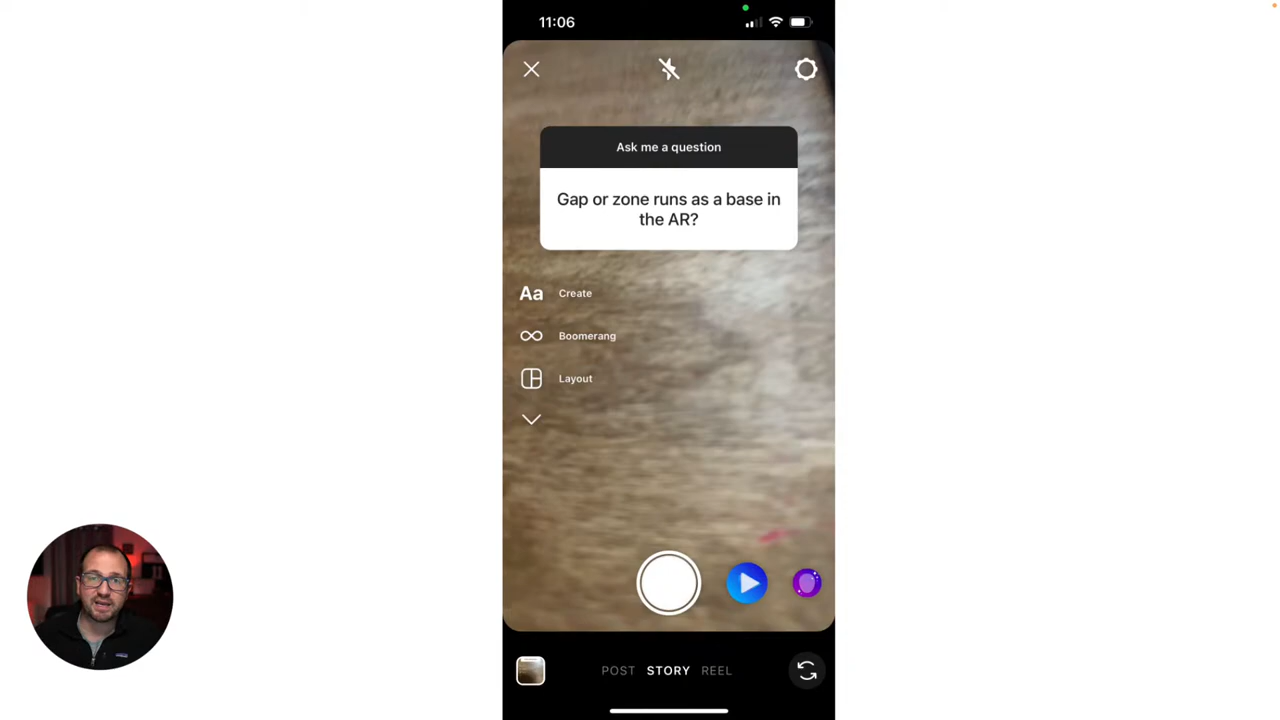 11:06
Ask me a question
Gap or zone runs as a base in
the AR?
Aa Create
Boomerang
Layout
POST STORY REEL